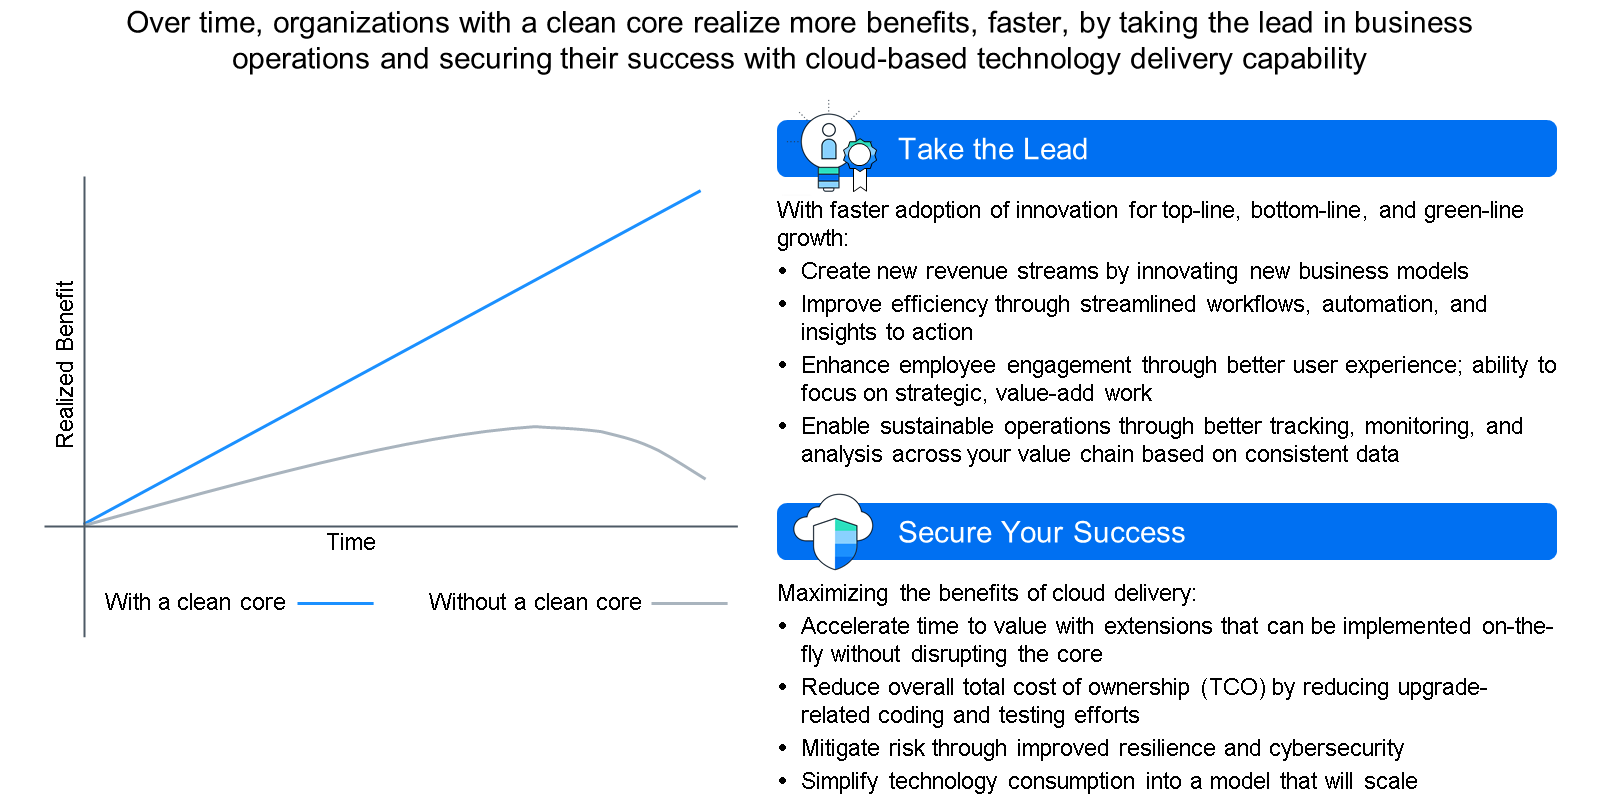 Over time, organizations with a clean core realize more benefits, faster, by taking the lead in business
operations and securing their success with cloud-based technology delivery capability
Realized Benefit
Time
With a clean core
Without a clean core
Take the Lead
With faster adoption of innovation for top-line, bottom-line, and green-line
growth:
• Create new revenue streams by innovating new business models
• Improve efficiency through streamlined workflows, automation, and
insights to action
• Enhance employee engagement through better user experience; ability to
focus on strategic, value-add work
• Enable sustainable operations through better tracking, monitoring, and
analysis across your value chain based on consistent data
Secure Your Success
Maximizing the benefits of cloud delivery:
• Accelerate time to value with extensions that can be implemented on-the-
fly without disrupting the core
• Reduce overall total cost of ownership (TCO) by reducing upgrade-
related coding and testing efforts
• Mitigate risk through improved resilience and cybersecurity
• Simplify technology consumption into a model that will scale